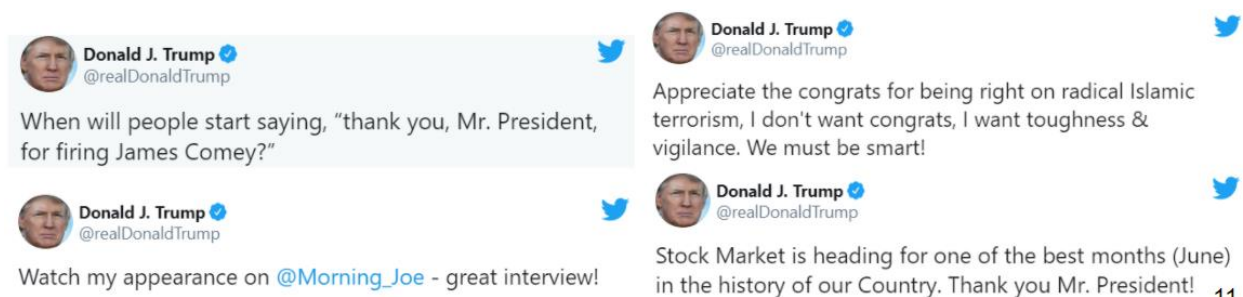 Donald J. Trump
@realDonaldTrump
When will people start saying, “thank you, Mr. President,
for firing James Comey?”
Donald J. Trump
@realDonaldTrump
Watch my appearance on @Morning_Joe - great interview!
Donald J. Trump
@realDonaldTrump
Appreciate the congrats for being right on radical Islamic
terrorism, I don't want congrats, I want toughness &
vigilance. We must be smart!
Donald J. Trump
@realDonaldTrump
Stock Market is heading for one of the best months (June)
in the history of our Country. Thank you Mr. President!
11